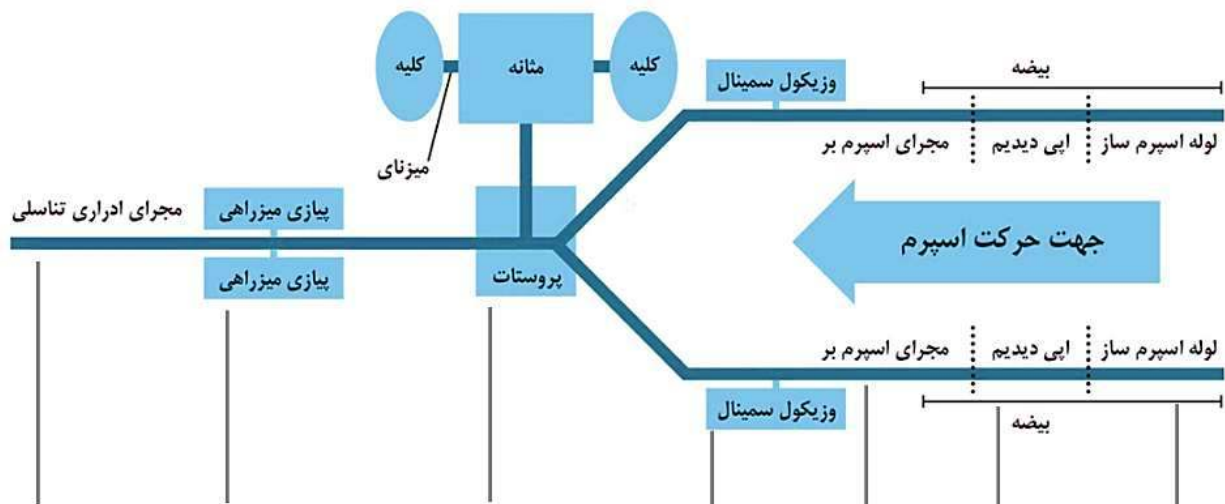 کلیه
مثانه
کلیه
میزنای
وزیکول سمینال
بیضه
لوله اسپرم ساز
اپی دیدیم
مجرای اسپرم بر
جهت حرکت اسپرم
مجرای ادراری تناسلی
پیازی میزراهی
پیازی میزراهی
پروستات
لوله اسپرم ساز
اپی دیدیم
مجرای اسپرم بر
وزیکول سمینال
بیضه